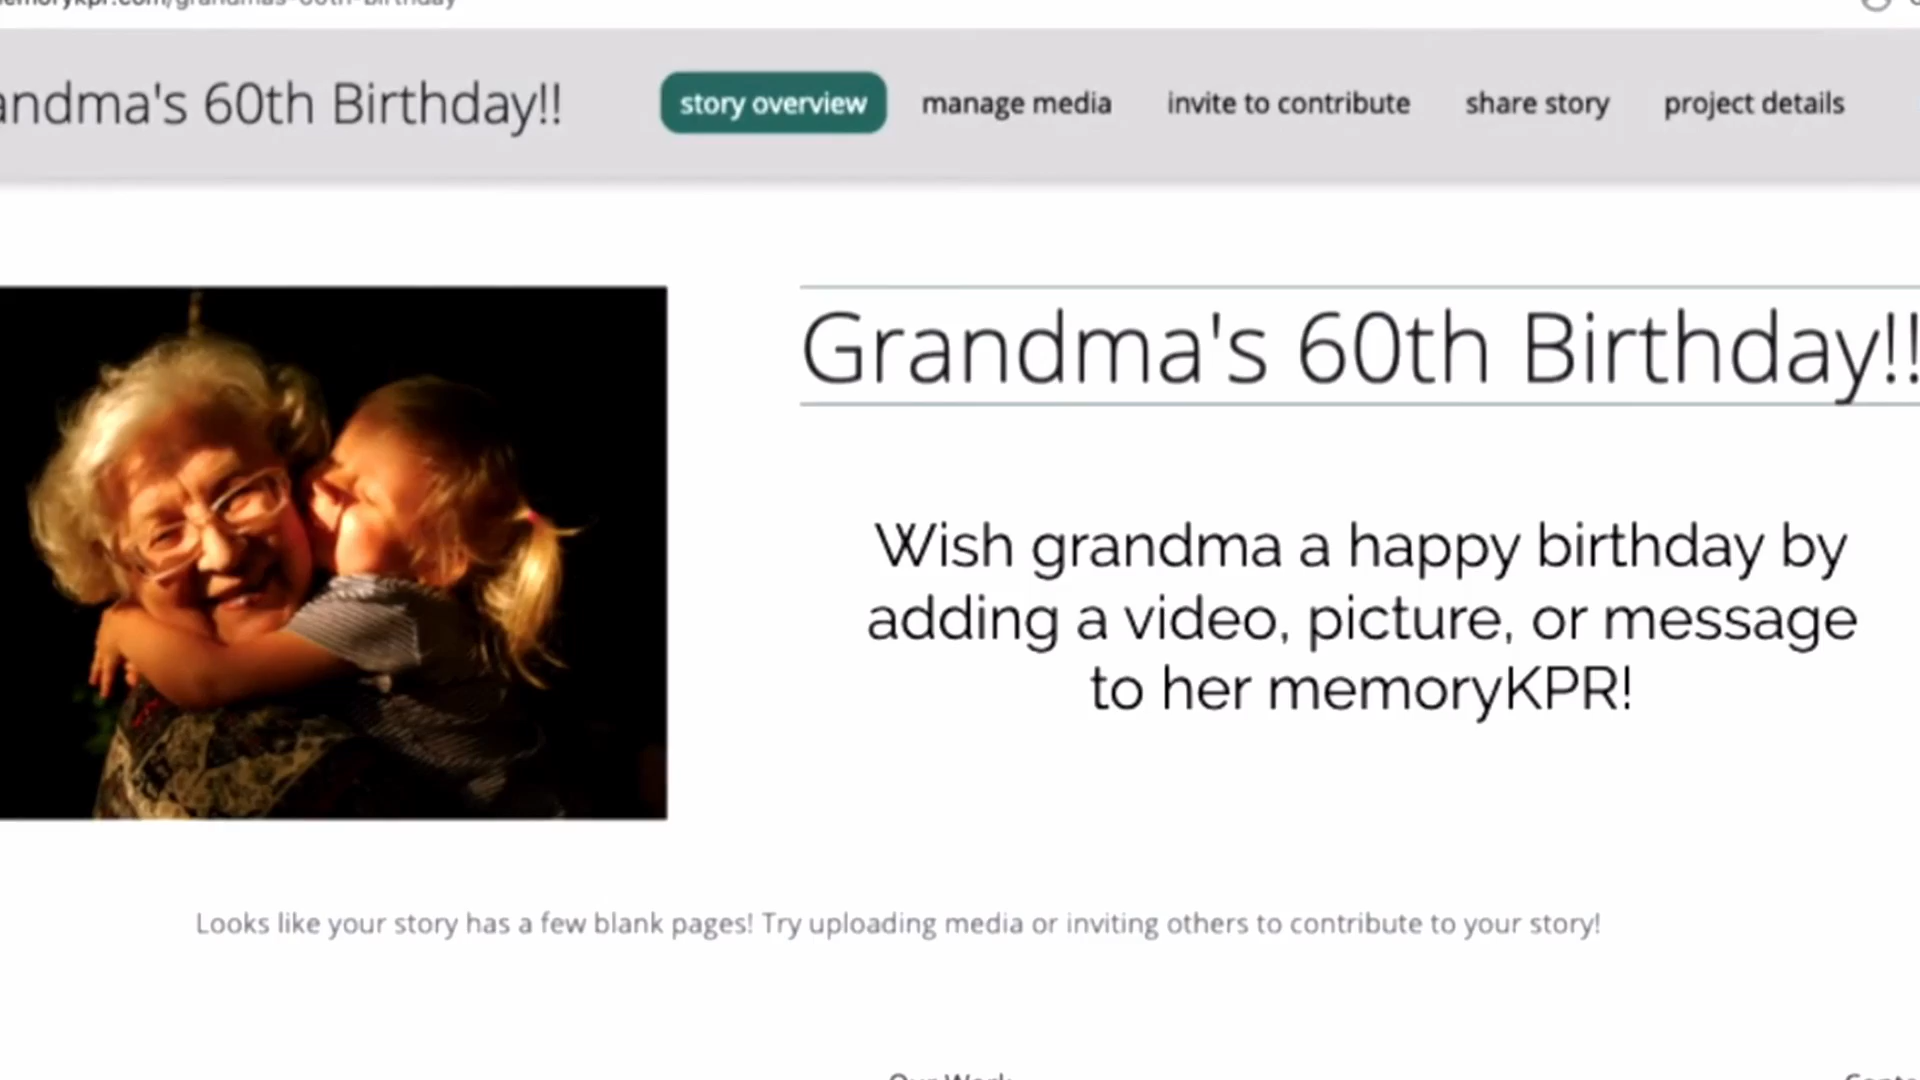 andma's 60th Birthday!!
story overview
manage media
invite to contribute
share story
project details
Grandma's 60th Birthday!!
Wish grandma a happy birthday by
adding a video, picture, or message
to her memoryKPR!
Looks like your story has a few blank pages! Try uploading media or inviting others to contribute to your story!